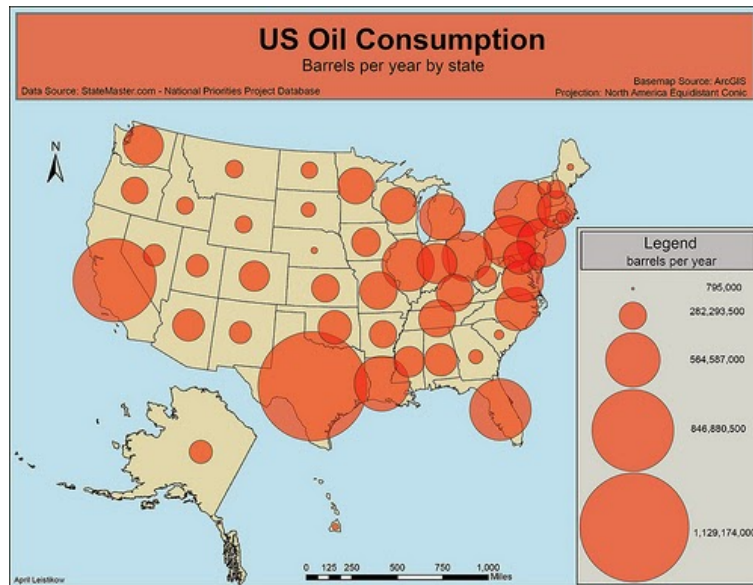 US Oil Consumption
Barrels per year by state
Data Source: StateMaster.com - National Priorities Project Database
Basemap Source: ArcGIS
Projection: North America Equidistant Conic
N
Legend
barrels per year
795,000
282,293,500
564,587,000
846,880,500
1,129,174,000
0 125 250 500 750 1,000
Miles
April Leistikow